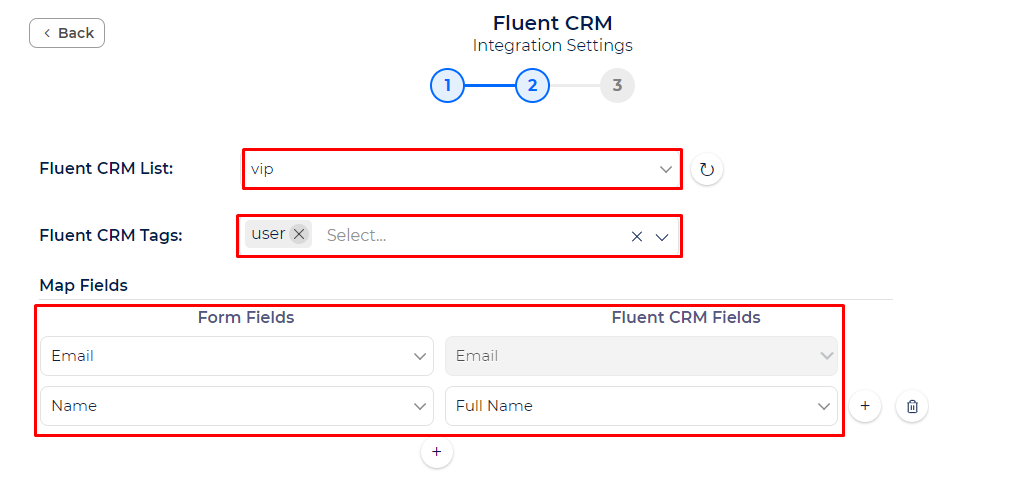 Back
Fluent CRM
Integration Settings
1 2 3
Fluent CRM List: vip
Fluent CRM Tags: user Select...
Map Fields
Form Fields Fluent CRM Fields
Email Email
Name Full Name